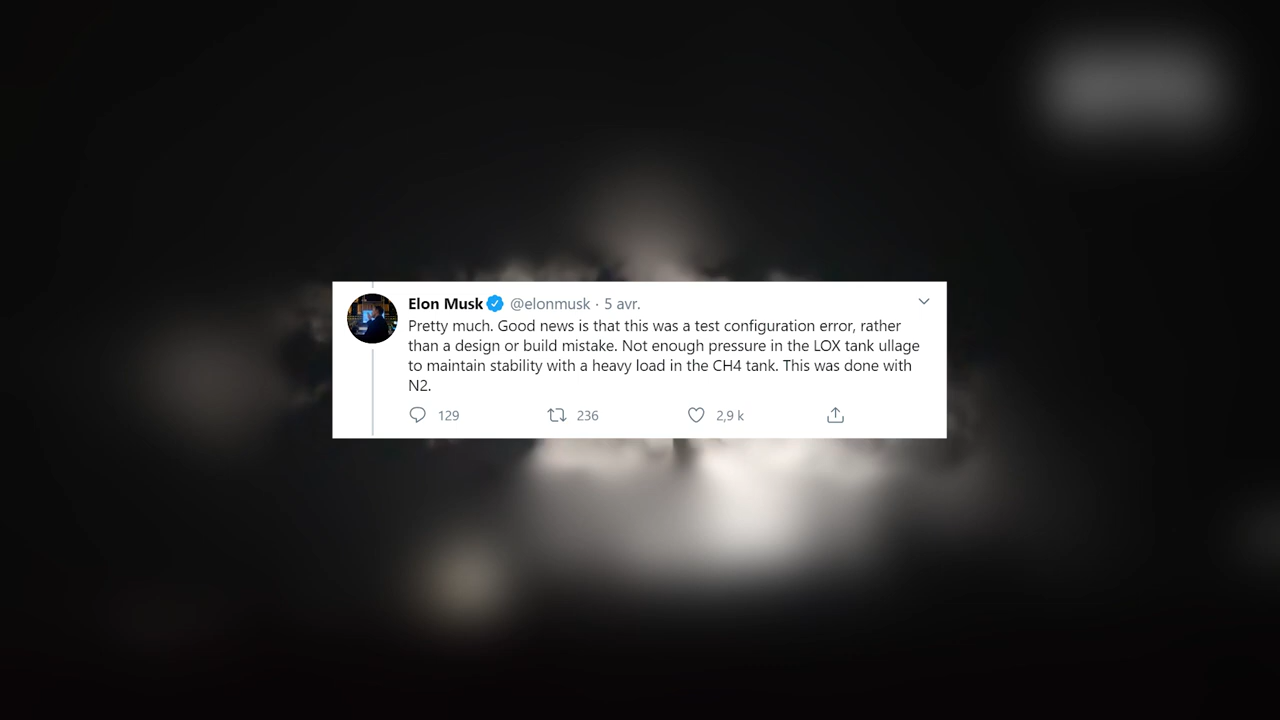 Elon Musk @elonmusk · 5 avr.
Pretty much. Good news is that this was a test configuration error, rather
than a design or build mistake. Not enough pressure in the LOX tank ullage
to maintain stability with a heavy load in the CH4 tank. This was done with
N2.
129 236 2,9 k